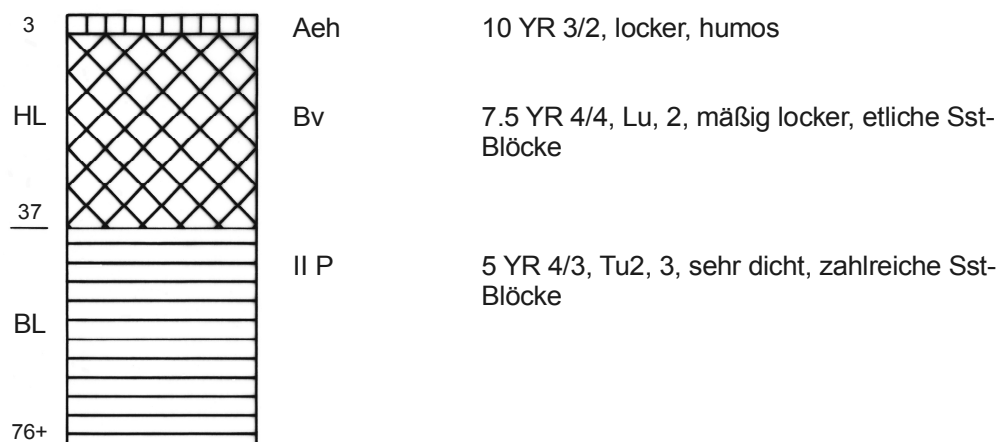 3 Aeh 10 YR 3/2, locker, humos
HL Bv 7.5 YR 4/4, Lu, 2, mäßig locker, etliche Sst-
Blöcke
37
II P 5 YR 4/3, Tu2, 3, sehr dicht, zahlreiche Sst-
Blöcke
BL
76+